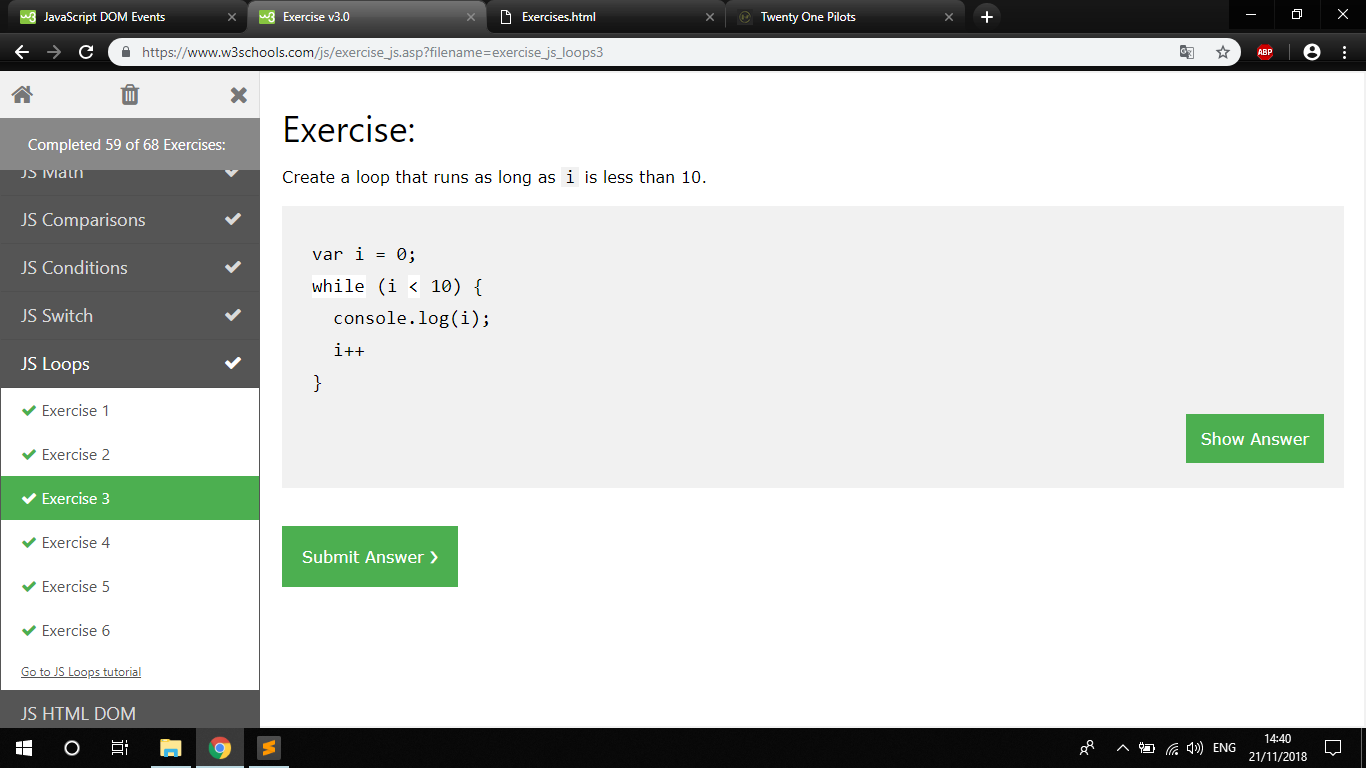 JavaScript DOM Events
Exercise v3.0
Exercises.html
Twenty One Pilots
https://www.w3schools.com/js/exercise_js.asp?filename=exercise_js_loops3
ABP
Completed 59 of 68 Exercises:
JS Math
JS Comparisons
JS Conditions
JS Switch
JS Loops
Exercise 1
Exercise 2
Exercise 3
Exercise 4
Exercise 5
Exercise 6
Go to JS Loops tutorial
JS HTML DOM
Exercise:
Create a loop that runs as long as i is less than 10.
var i = 0;
while (i < 10) {
  console.log(i);
  i++
}
Show Answer
Submit Answer ❯
ENG
14:40
21/11/2018